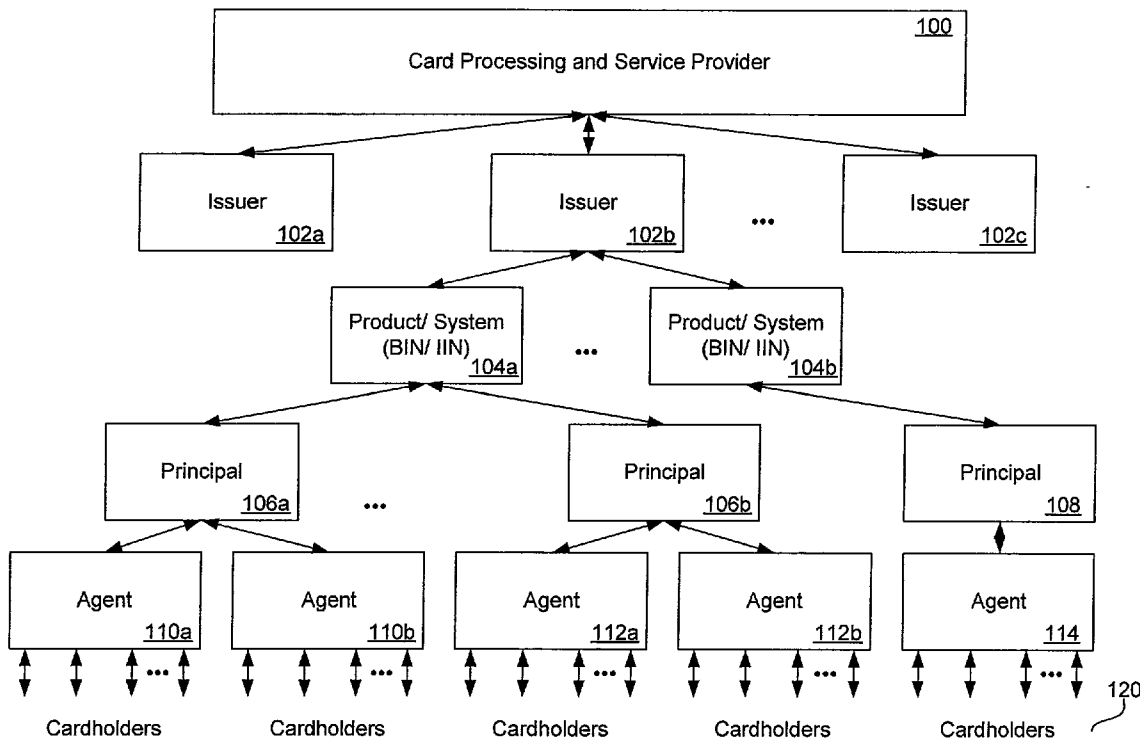 100
Card Processing and Service Provider
Issuer
102a
Issuer
102b
...
Issuer
102c
Product/ System
(BIN/ IIN)
104a
...
Product/ System
(BIN/ IIN)
104b
Principal
106a
...
Principal
106b
Principal
108
Agent
110a
Agent
110b
Agent
112a
Agent
112b
Agent
114
... ... ... ... ...
120
Cardholders Cardholders Cardholders Cardholders Cardholders